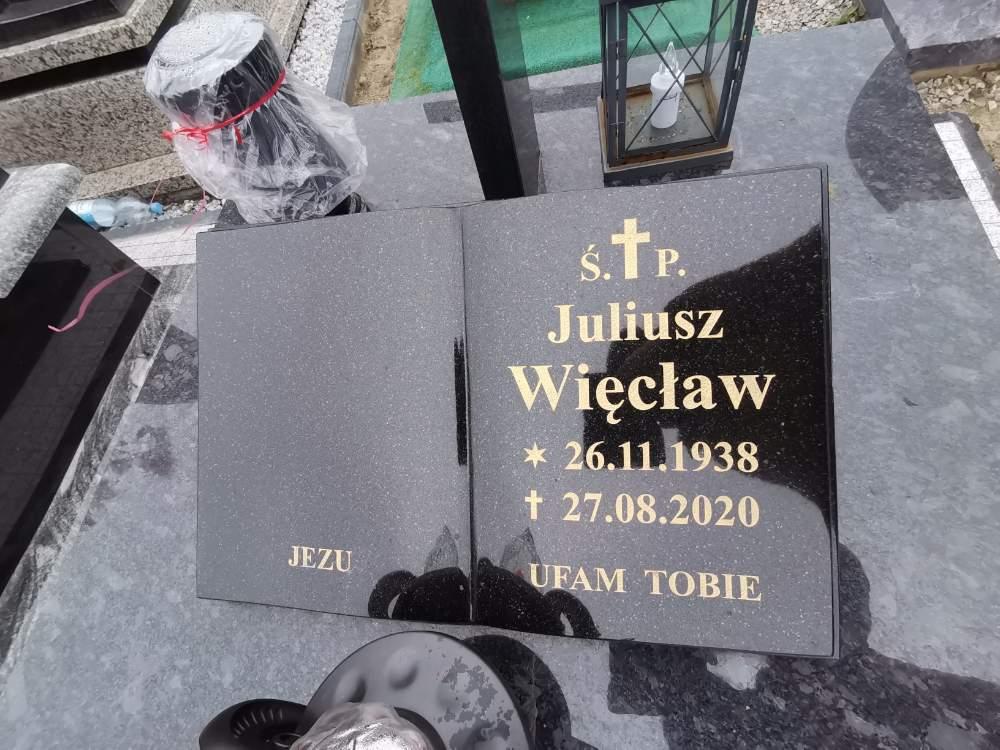 Ś. P.
Juliusz
Więcław
26.11.1938
27.08.2020
JEZU UFAM TOBIE